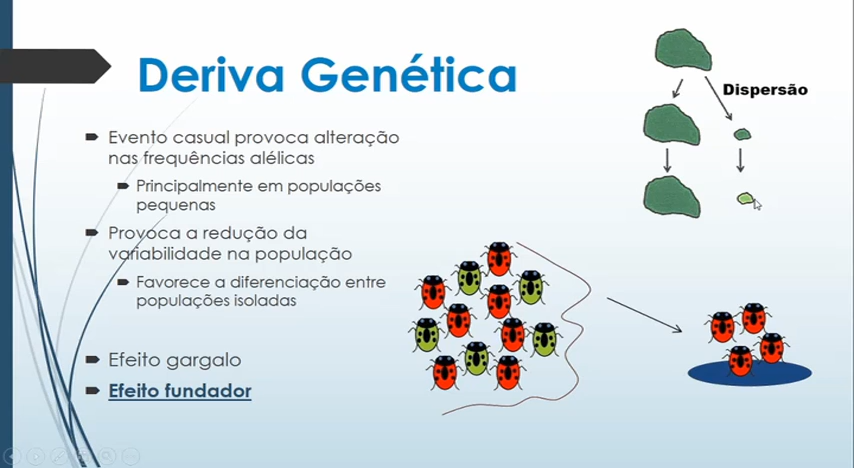 Deriva Genética
Dispersão
Evento casual provoca alteração
nas frequências alélicas
Principalmente em populações
pequenas
Provoca a redução da
variabilidade na população
Favorece a diferenciação entre
populações isoladas
Efeito gargalo
Efeito fundador